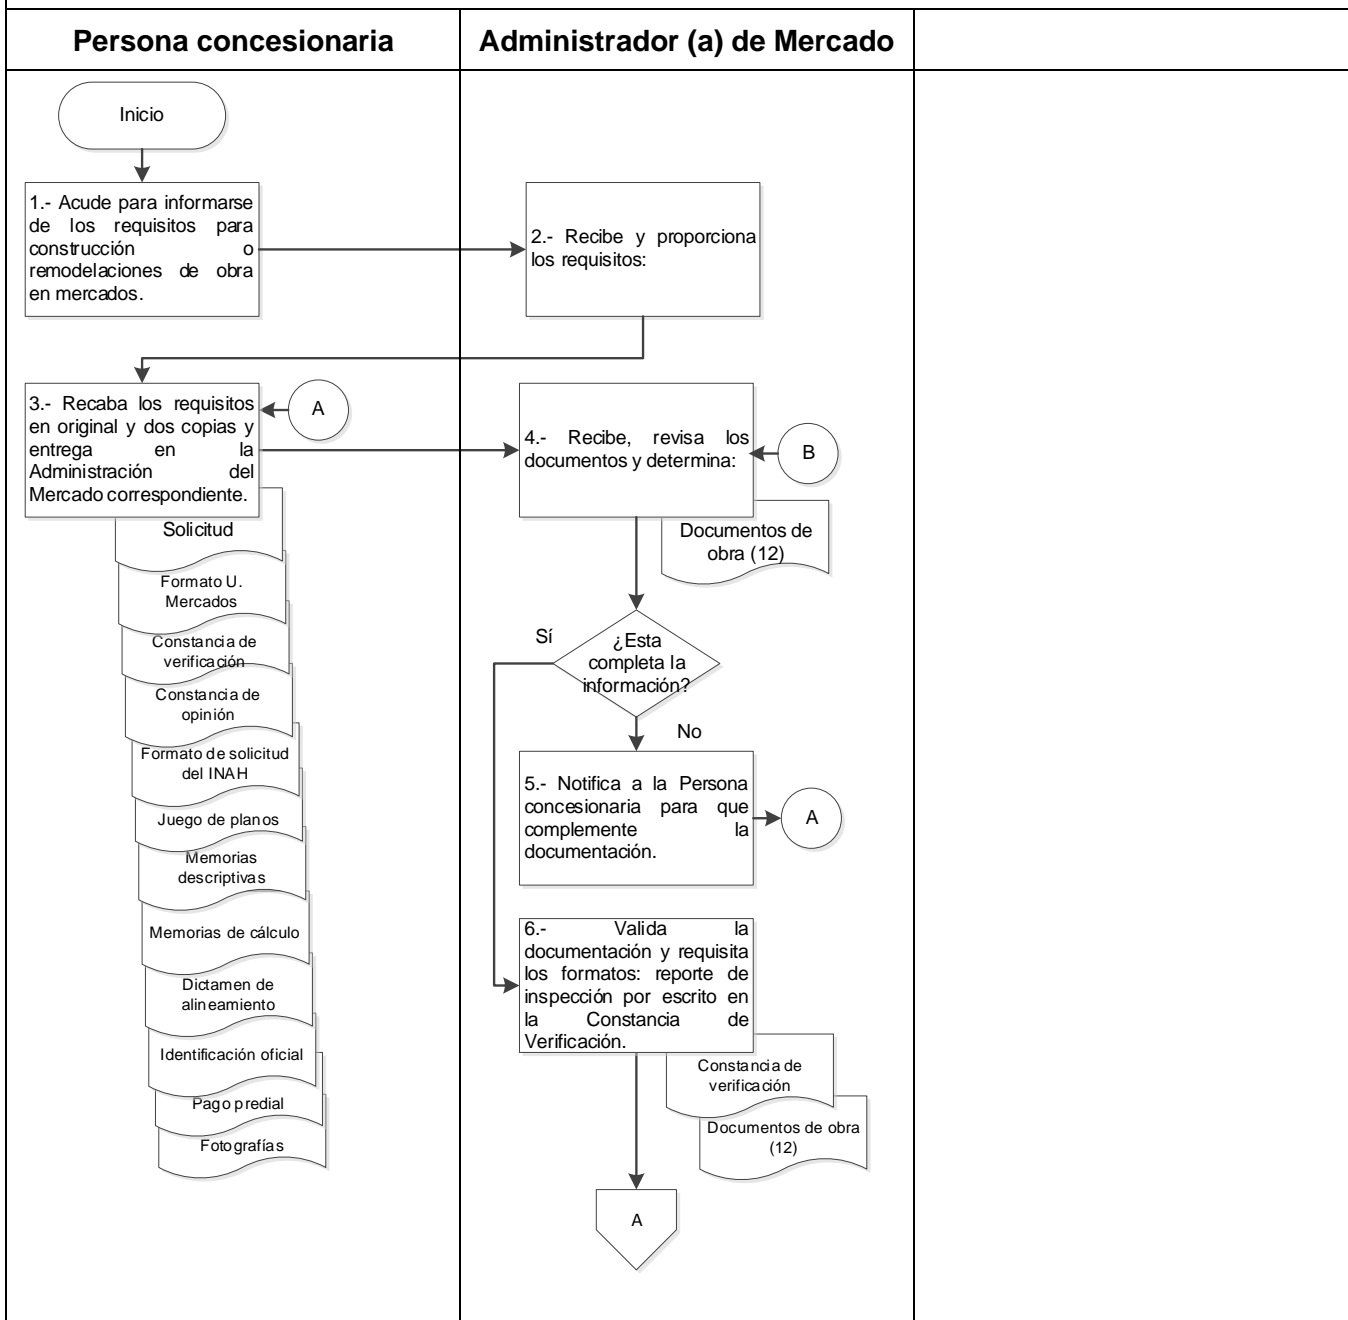 Persona concesionaria
Administrador (a) de Mercado
Inicio
1.- Acude para informarse
de los requisitos para
construcción o
remodelaciones de obra
en mercados.
2.- Recibe y proporciona
los requisitos:
3.- Recaba los requisitos
en original y dos copias y
entrega en la
Administración del
Mercado correspondiente.
A
4.- Recibe, revisa los
documentos y determina:
B
Solicitud
Formato U.
Mercados
Constancia de
verificación
Constancia de
opinión
Formato de solicitud
del INAH
Juego de planos
Memorias
descriptivas
Memorias de cálculo
Dictamen de
alineamiento
Identificación oficial
Pago predial
Fotografías
Documentos de
obra (12)
¿Esta
completa la
información?
Sí
No
5.- Notifica a la Persona
concesionaria para que
complemente la
documentación.
A
6.- Valida la
documentación y requisita
los formatos: reporte de
inspección por escrito en
la Constancia de
Verificación.
Constancia de
verificación
Documentos de obra
(12)
A